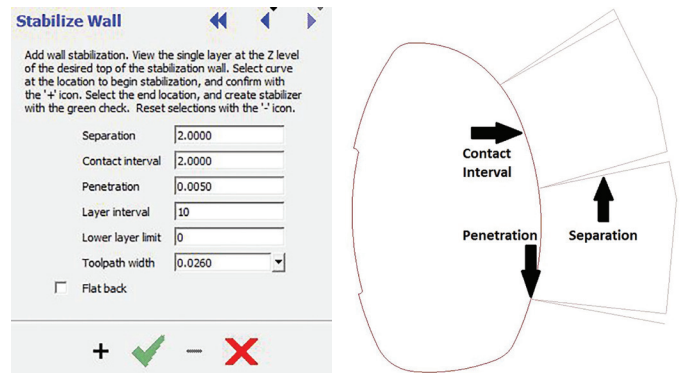 Stabilize Wall
Add wall stabilization. View the single layer at the Z level
of the desired top of the stabilization wall. Select curve
at the location to begin stabilization, and confirm with
the '+' icon. Select the end location, and create stabilizer
with the green check. Reset selections with the '-' icon.
Separation 2.0000
Contact interval 2.0000
Penetration 0.0050
Layer interval 10
Lower layer limit 0
Toolpath width 0.0260
Flat back
Contact
Interval
Penetration
Separation